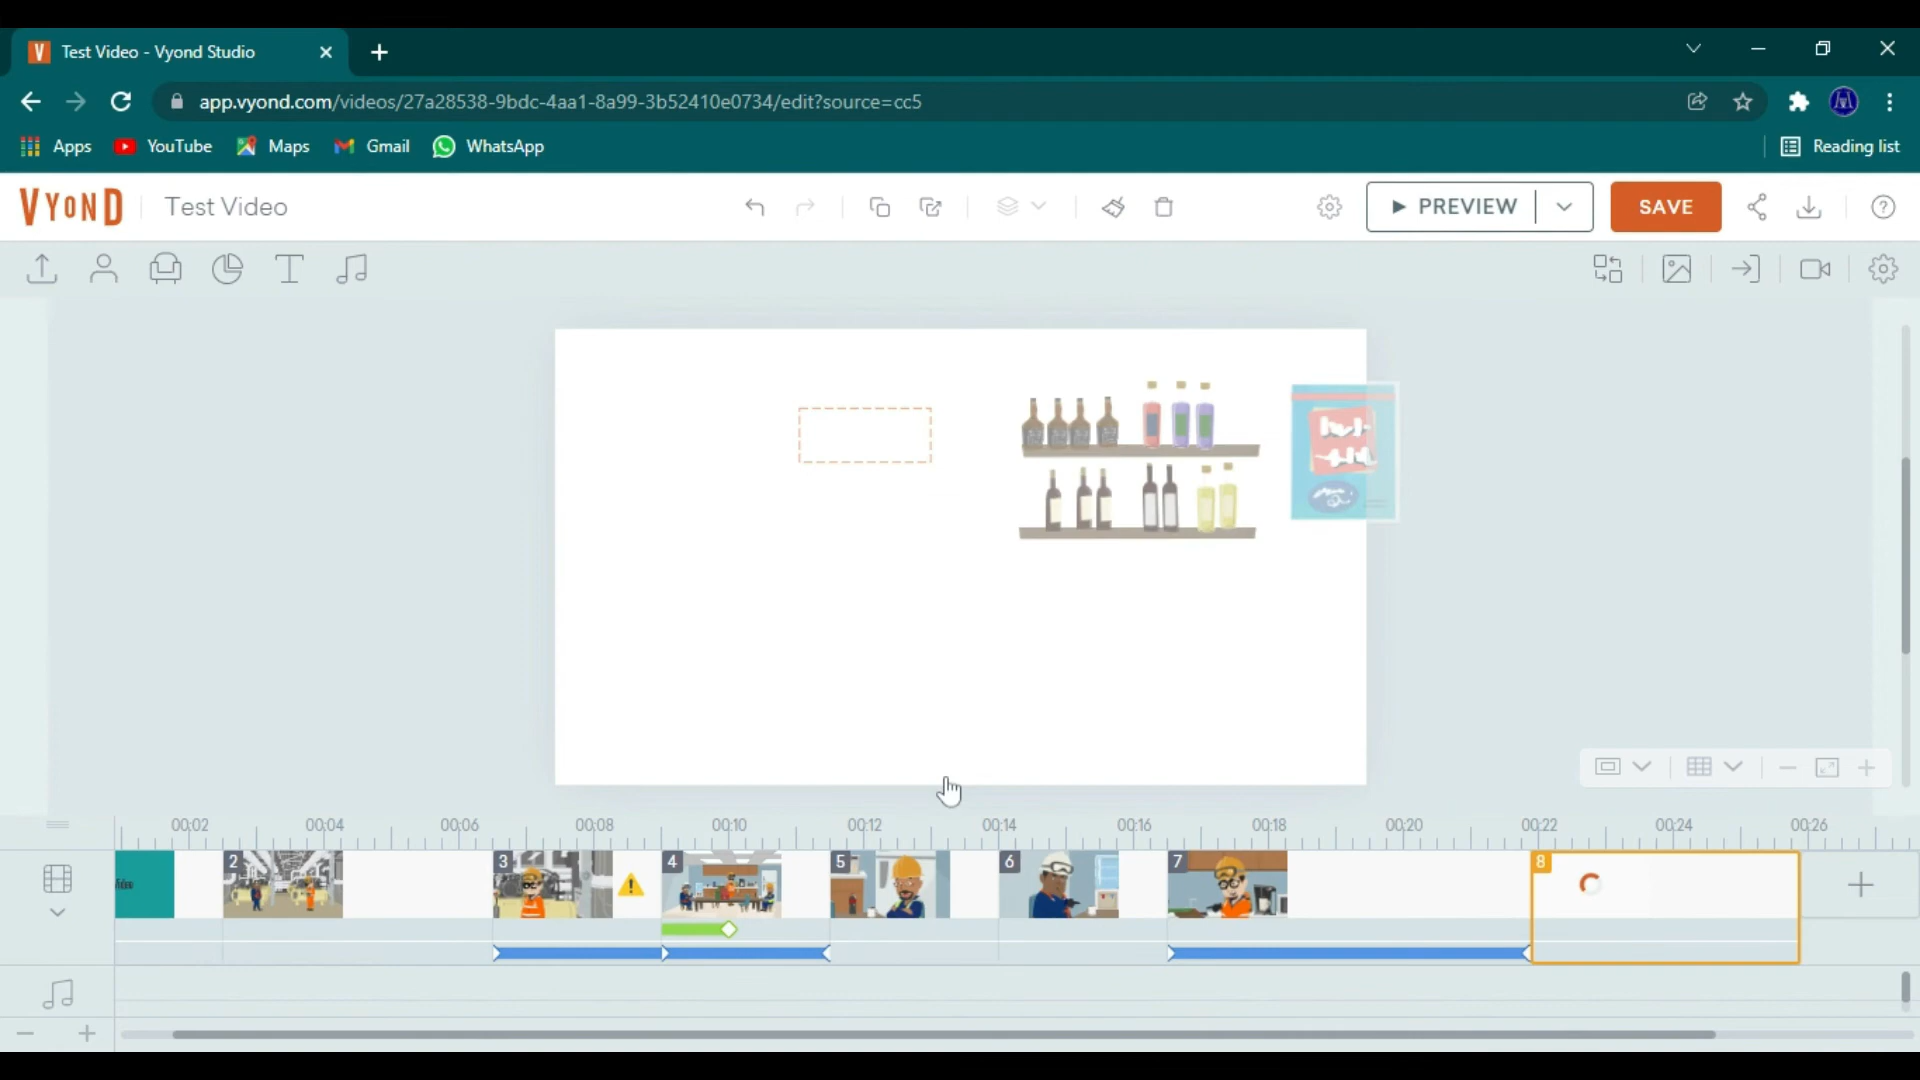 Test Video - Vyond Studio
app.vyond.com/videos/27a28538-9bdc-4aa1-8a99-3b52410e0734/edit?source=cc5
Apps YouTube Maps Gmail WhatsApp Reading list
VYOND Test Video PREVIEW SAVE
00:02 00:04 00:06 00:08 00:10 00:12 00:14 00:16 00:18 00:20 00:22 00:24 00:26
2 3 4 5 6 7 8